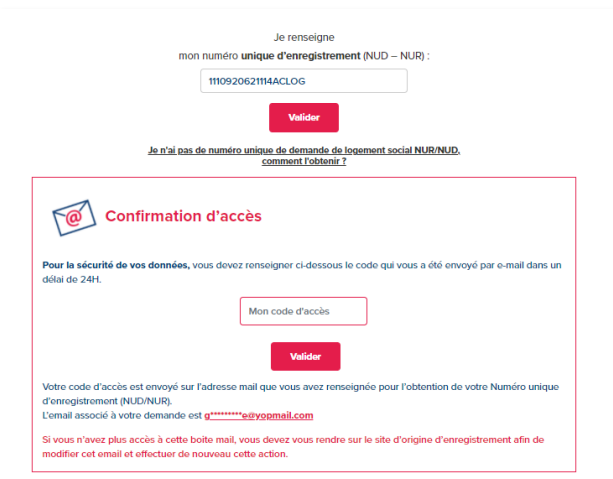 Je renseigne
mon numéro unique d'enregistrement (NUD – NUR) :
1110920621114ACLOG
Valider
Je n'ai pas de numéro unique de demande de logement social NUR/NUD,
comment l'obtenir ?
@
Confirmation d'accès
Pour la sécurité de vos données, vous devez renseigner ci-dessous le code qui vous a été envoyé par e-mail dans un
délai de 24H.
Mon code d'accès
Valider
Votre code d'accès est envoyé sur l'adresse mail que vous avez renseignée pour l'obtention de votre Numéro unique
d'enregistrement (NUD/NUR).
L'email associé à votre demande est g*********e@yopmail.com
Si vous n'avez plus accès à cette boite mail, vous devez vous rendre sur le site d'origine d'enregistrement afin de
modifier cet email et effectuer de nouveau cette action.